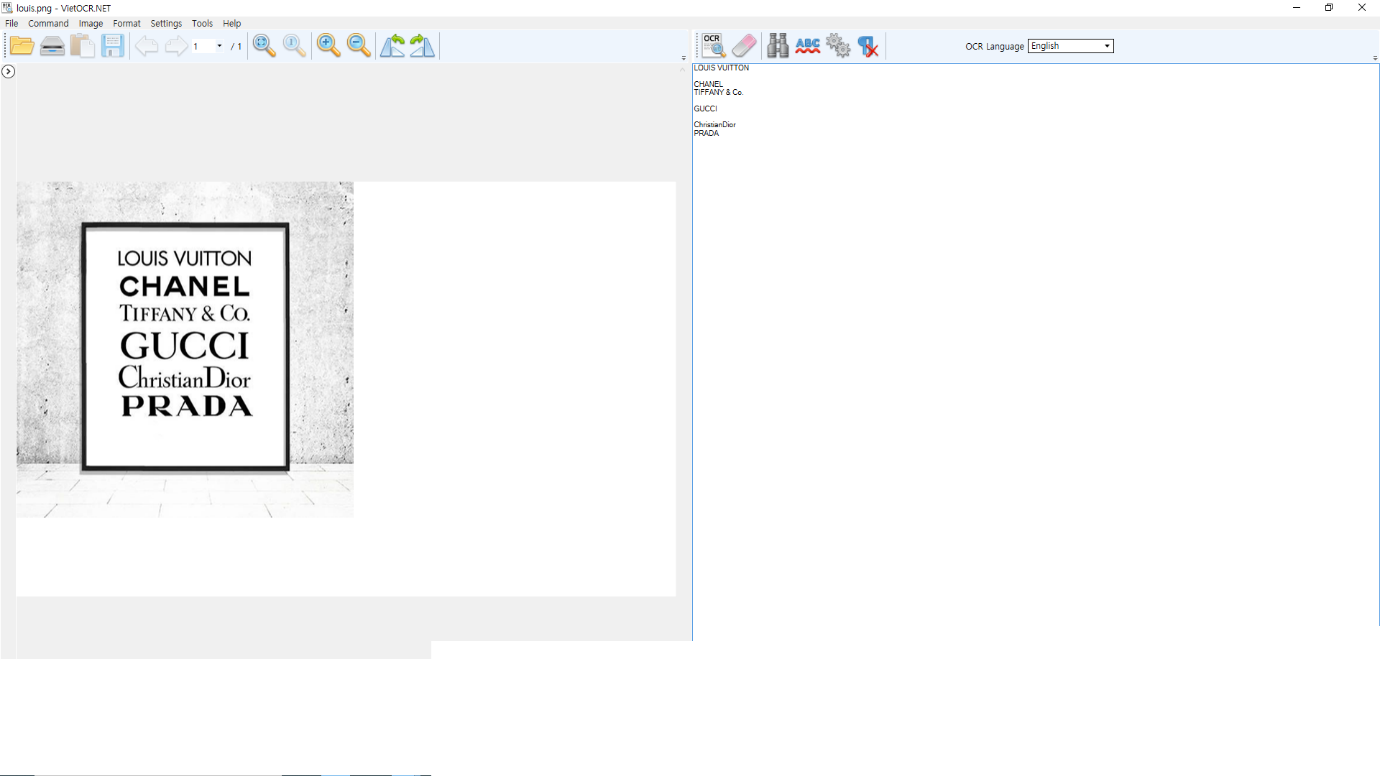 louis.png - VietOCR.NET
File Command Image Format Settings Tools Help
1 / 1
OCR
ABC
OCR Language English
LOUIS VUITTON
CHANEL
TIFFANY & CO.
GUCCI
ChristianDior
PRADA
LOUIS VUITTON
CHANEL
TIFFANY & Co.
GUCCI
ChristianDior
PRADA